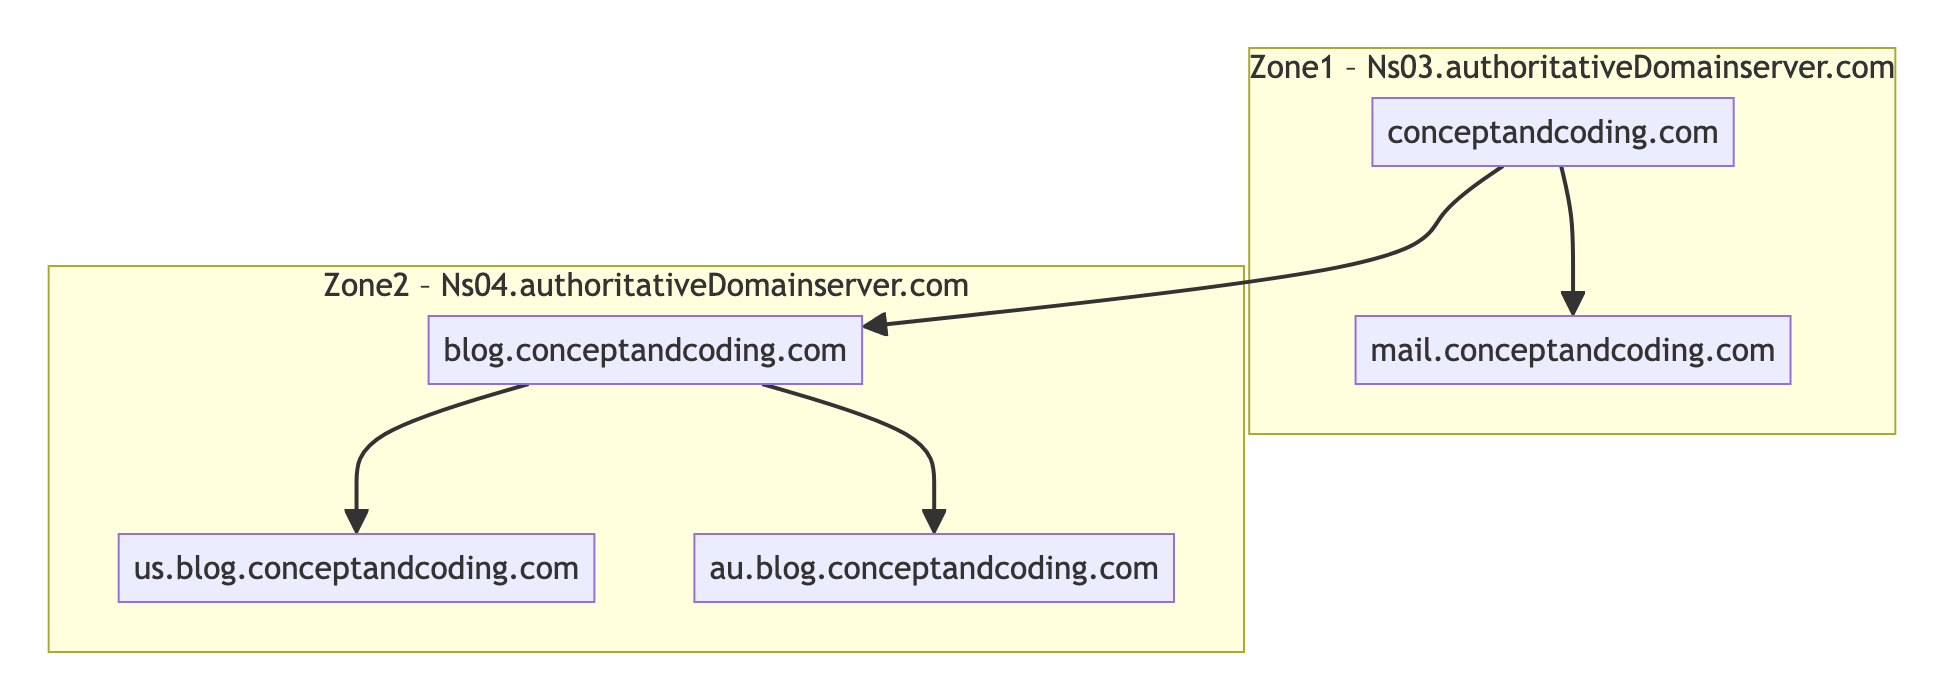 Zone1 – Ns03.authoritativeDomainserver.com
conceptandcoding.com
mail.conceptandcoding.com
Zone2 – Ns04.authoritativeDomainserver.com
blog.conceptandcoding.com
us.blog.conceptandcoding.com
au.blog.conceptandcoding.com